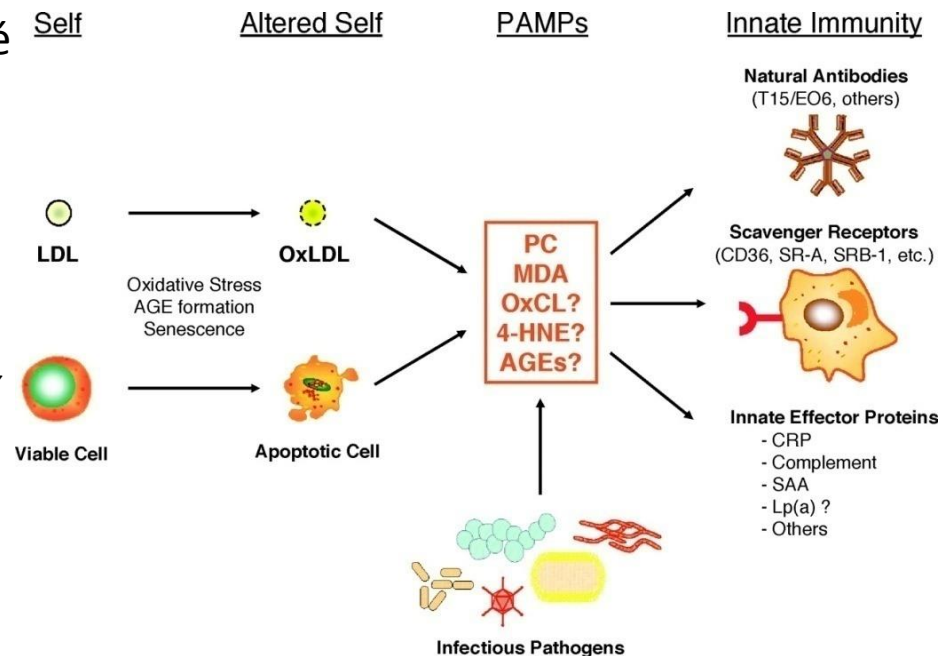 é
Self
Altered Self
PAMPs
Innate Immunity
Natural Antibodies
(T15/EO6, others)
LDL
OxLDL
Oxidative Stress
AGE formation
Senescence
PC
MDA
OxCL?
4-HNE?
AGEs?
Scavenger Receptors
(CD36, SR-A, SRB-1, etc.)
Viable Cell
Apoptotic Cell
Innate Effector Proteins
- CRP
- Complement
- SAA
- Lp(a) ?
- Others
Infectious Pathogens